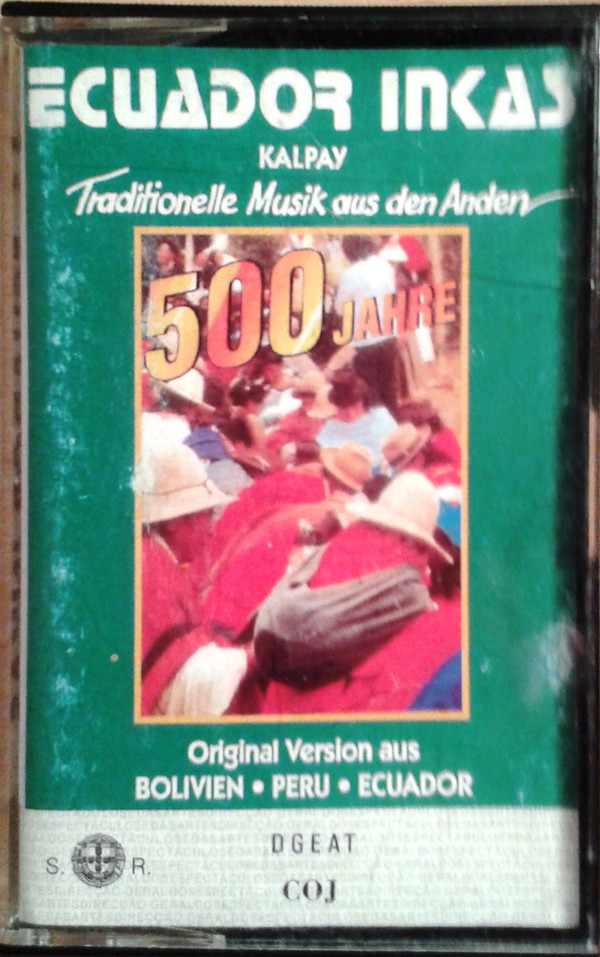 ECUADOR INKAS
KALPAY
Traditionelle Musik aus den Anden
500 JAHRE
Original Version aus
BOLIVIEN • PERU • ECUADOR
DGEAT
S. R.
COJ